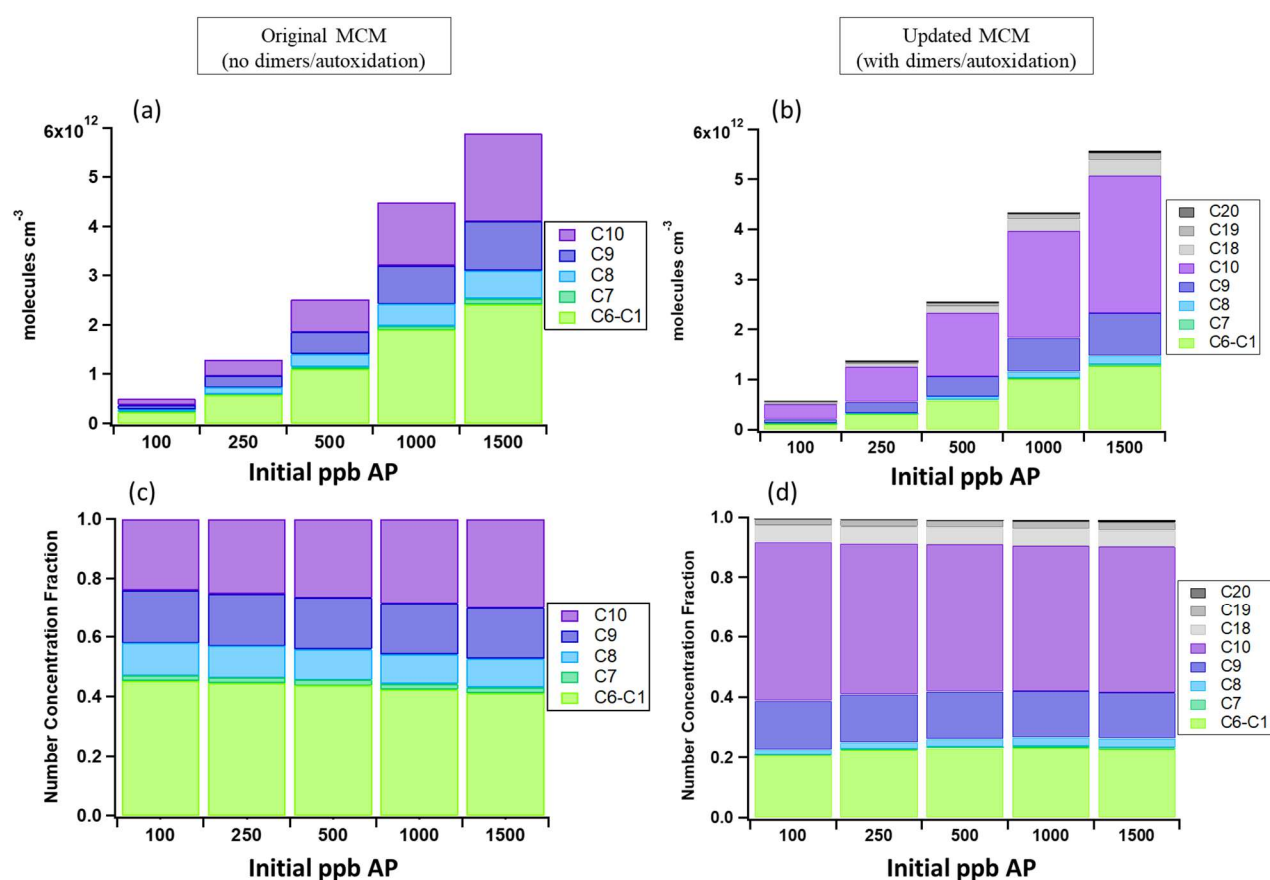 Original MCM
(no dimers/autoxidation)
Updated MCM
(with dimers/autoxidation)
(a)
6x10¹²
5
4
3
2
1
0
molecules cm⁻³
100 250 500 1000 1500
Initial ppb AP
C10
C9
C8
C7
C6-C1
(b)
6x10¹²
5
4
3
2
1
0
molecules cm⁻³
100 250 500 1000 1500
Initial ppb AP
C20
C19
C18
C10
C9
C8
C7
C6-C1
(c)
1.0
0.8
0.6
0.4
0.2
0.0
Number Concentration Fraction
100 250 500 1000 1500
Initial ppb AP
C10
C9
C8
C7
C6-C1
(d)
1.0
0.8
0.6
0.4
0.2
0.0
Number Concentration Fraction
100 250 500 1000 1500
Initial ppb AP
C20
C19
C18
C10
C9
C8
C7
C6-C1